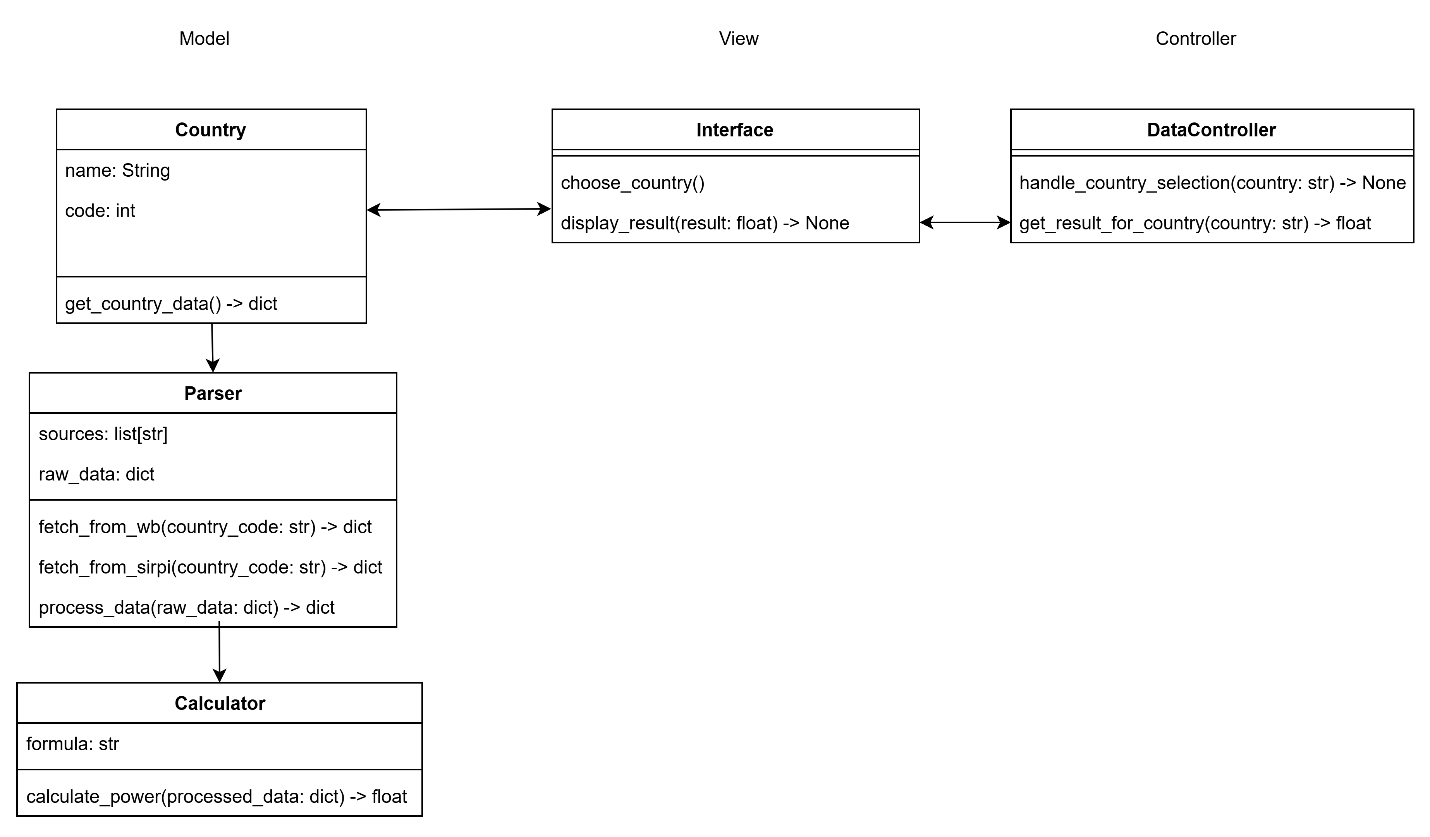 Model
View
Controller
Country
name: String
code: int
get_country_data() -> dict
Interface
choose_country()
display_result(result: float) -> None
DataController
handle_country_selection(country: str) -> None
get_result_for_country(country: str) -> float
Parser
sources: list[str]
raw_data: dict
fetch_from_wb(country_code: str) -> dict
fetch_from_sirpi(country_code: str) -> dict
process_data(raw_data: dict) -> dict
Calculator
formula: str
calculate_power(processed_data: dict) -> float